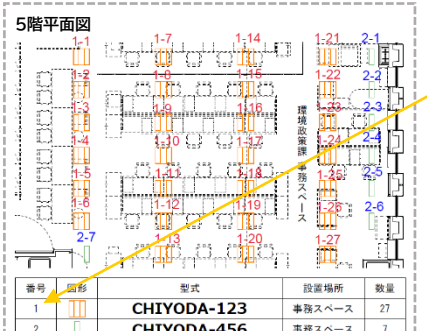 5階平面図
1-1 1-7 1-14 1-21 2-1
1-2 1-8 1-15 1-22 2-2
1-3 1-9 1-16 1-23 2-3
1-4 1-10 1-17 1-24 2-4
1-5 1-11 1-18 1-25 2-5
1-6 1-12 1-19 1-26 2-6
2-7 1-13 1-20 1-27
環境政策課 事務スペース
番号 図形 型式 設置場所 数量
1 CHIYODA-123 事務スペース 27
2 CHIYODA-456 事務スペース 7